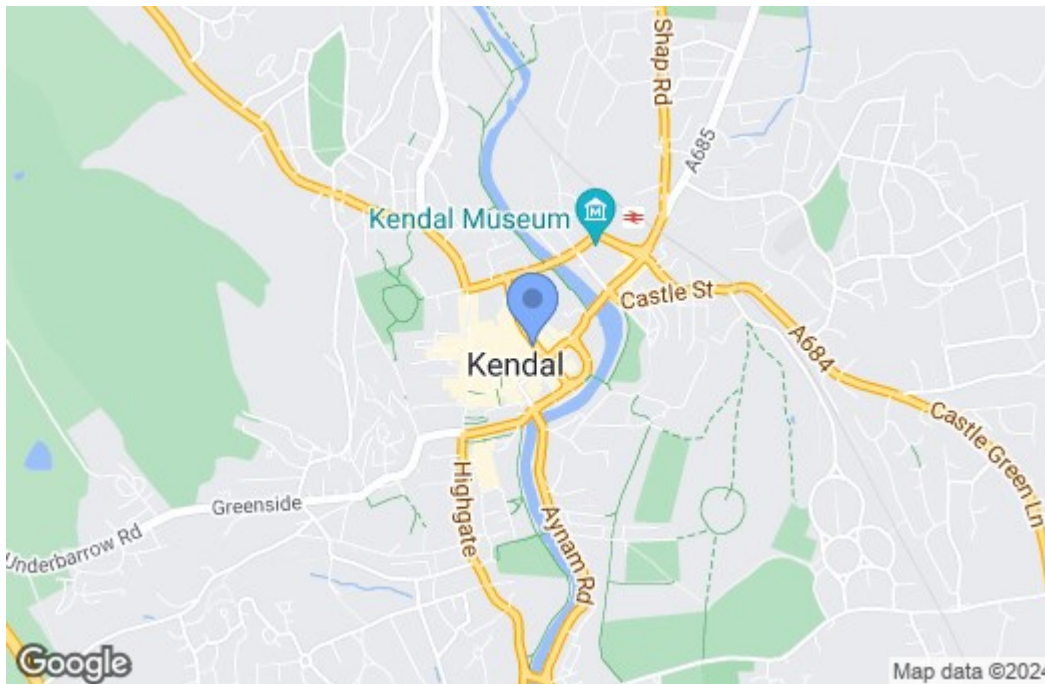 Shap Rd
A685
Kendal Museum
Castle St
A684
Kendal
Castle Green Ln
Highgate
Greenside
Aynam Rd
Underbarrow Rd
Google
Map data ©2024